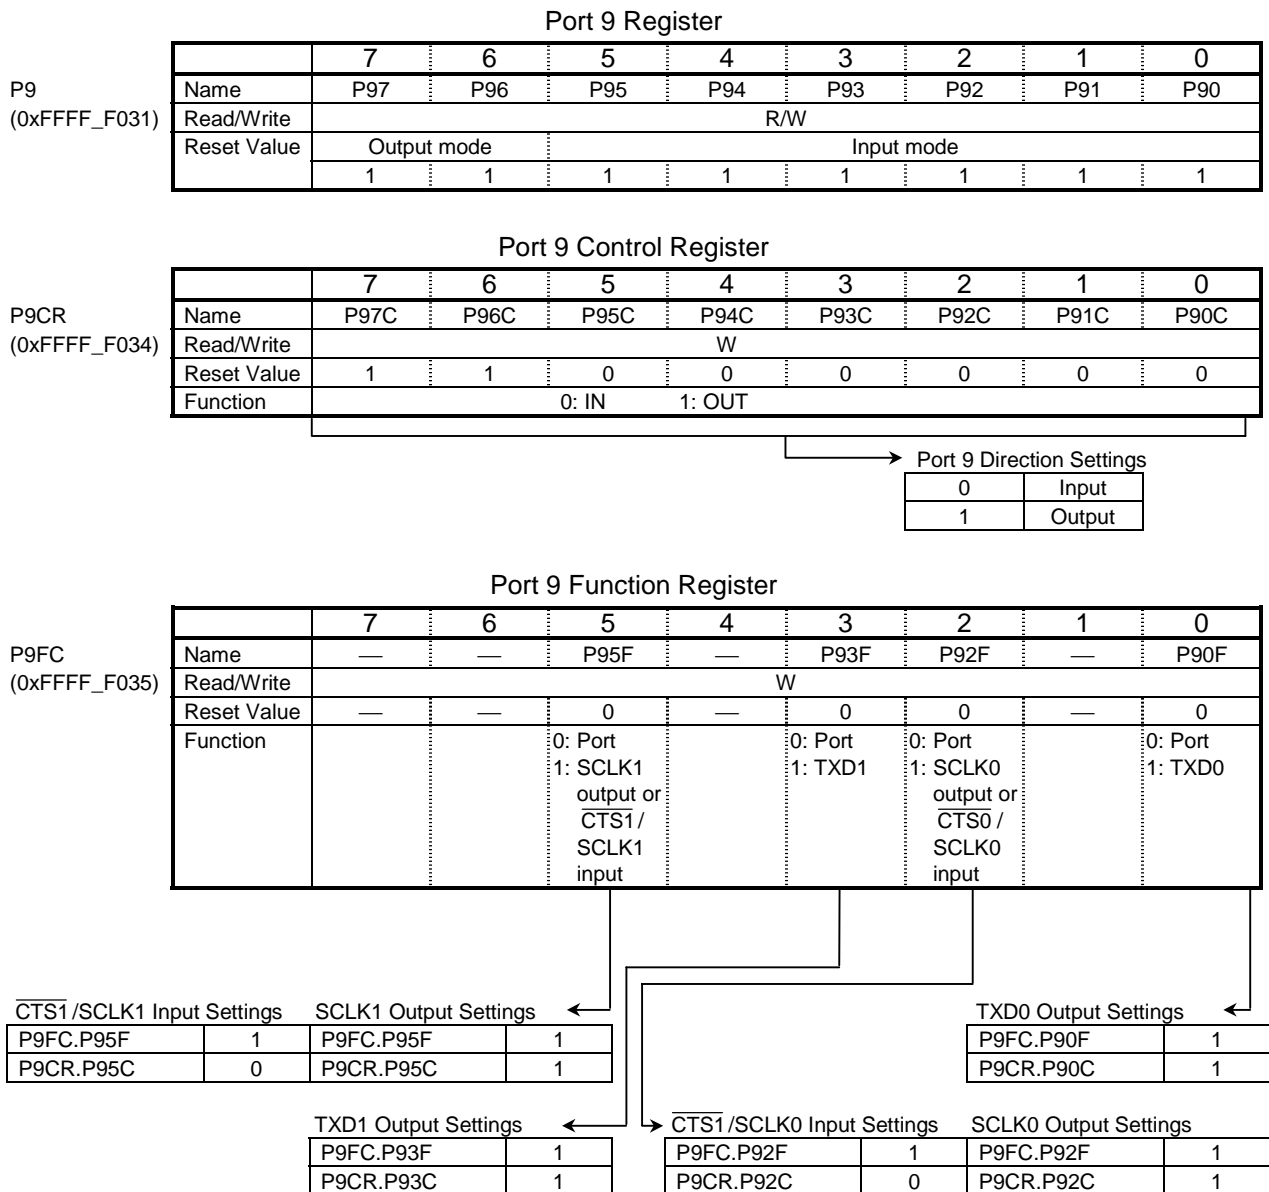 Port 9 Register
7 6 5 4 3 2 1 0
P9 Name P97 P96 P95 P94 P93 P92 P91 P90
(0xFFFF_F031) Read/Write R/W
Reset Value Output mode Input mode
1 1 1 1 1 1 1 1
Port 9 Control Register
7 6 5 4 3 2 1 0
P9CR Name P97C P96C P95C P94C P93C P92C P91C P90C
(0xFFFF_F034) Read/Write W
Reset Value 1 1 0 0 0 0 0 0
Function 0: IN 1: OUT
Port 9 Direction Settings
0 Input
1 Output
Port 9 Function Register
7 6 5 4 3 2 1 0
P9FC Name — — P95F — P93F P92F — P90F
(0xFFFF_F035) Read/Write W
Reset Value — — 0 — 0 0 — 0
Function 0: Port 0: Port 0: Port 0: Port
1: SCLK1 1: TXD1 1: SCLK0 1: TXD0
output or output or
CTS1 / CTS0 /
SCLK1 SCLK0
input input
CTS1 /SCLK1 Input Settings SCLK1 Output Settings TXD0 Output Settings
P9FC.P95F 1 P9FC.P95F 1 P9FC.P90F 1
P9CR.P95C 0 P9CR.P95C 1 P9CR.P90C 1
TXD1 Output Settings CTS1 /SCLK0 Input Settings SCLK0 Output Settings
P9FC.P93F 1 P9FC.P92F 1 P9FC.P92F 1
P9CR.P93C 1 P9CR.P92C 0 P9CR.P92C 1